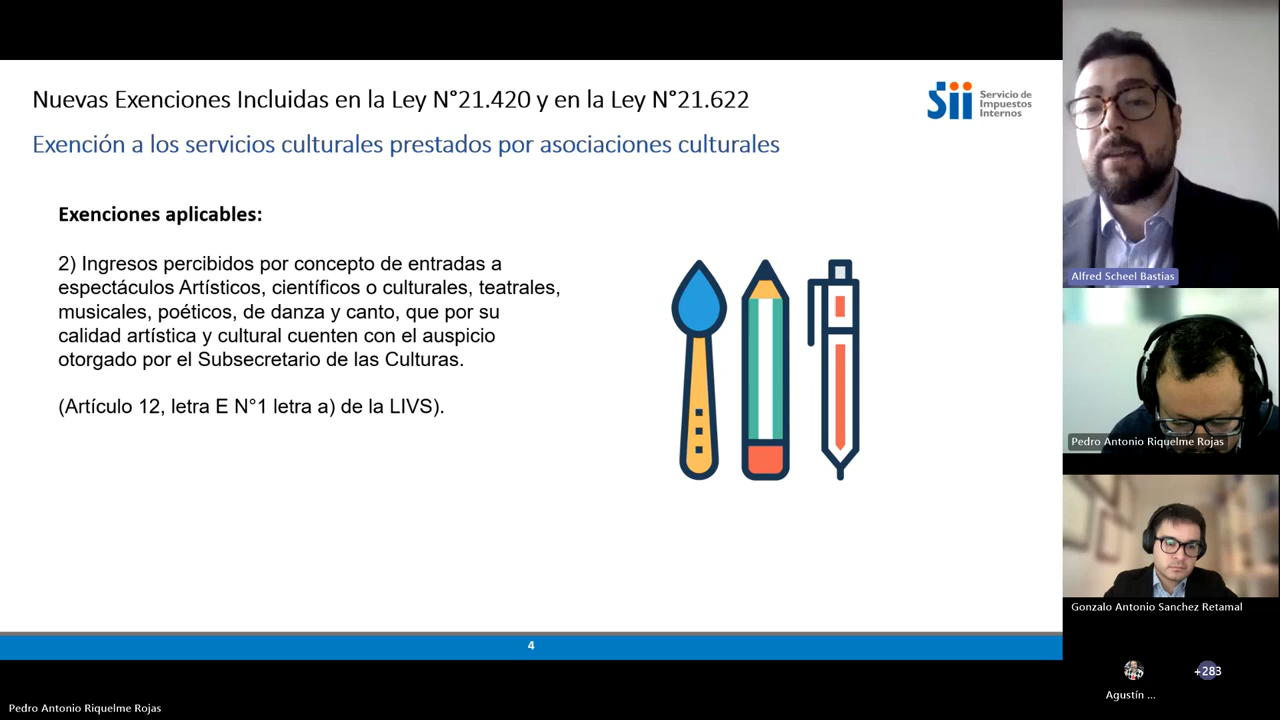 Nuevas Exenciones Incluidas en la Ley N°21.420 y en la Ley N°21.622
Exención a los servicios culturales prestados por asociaciones culturales
sii
Servicio de
Impuestos
Internos
Exenciones aplicables:
2) Ingresos percibidos por concepto de entradas a
espectáculos Artísticos, científicos o culturales, teatrales,
musicales, poéticos, de danza y canto, que por su
calidad artística y cultural cuenten con el auspicio
otorgado por el Subsecretario de las Culturas.
(Artículo 12, letra E N°1 letra a) de la LIVS).
4
Pedro Antonio Riquelme Rojas
Alfred Scheel Bastias
Pedro Antonio Riquelme Rojas
Gonzalo Antonio Sanchez Retamal
Agustín ...
+283